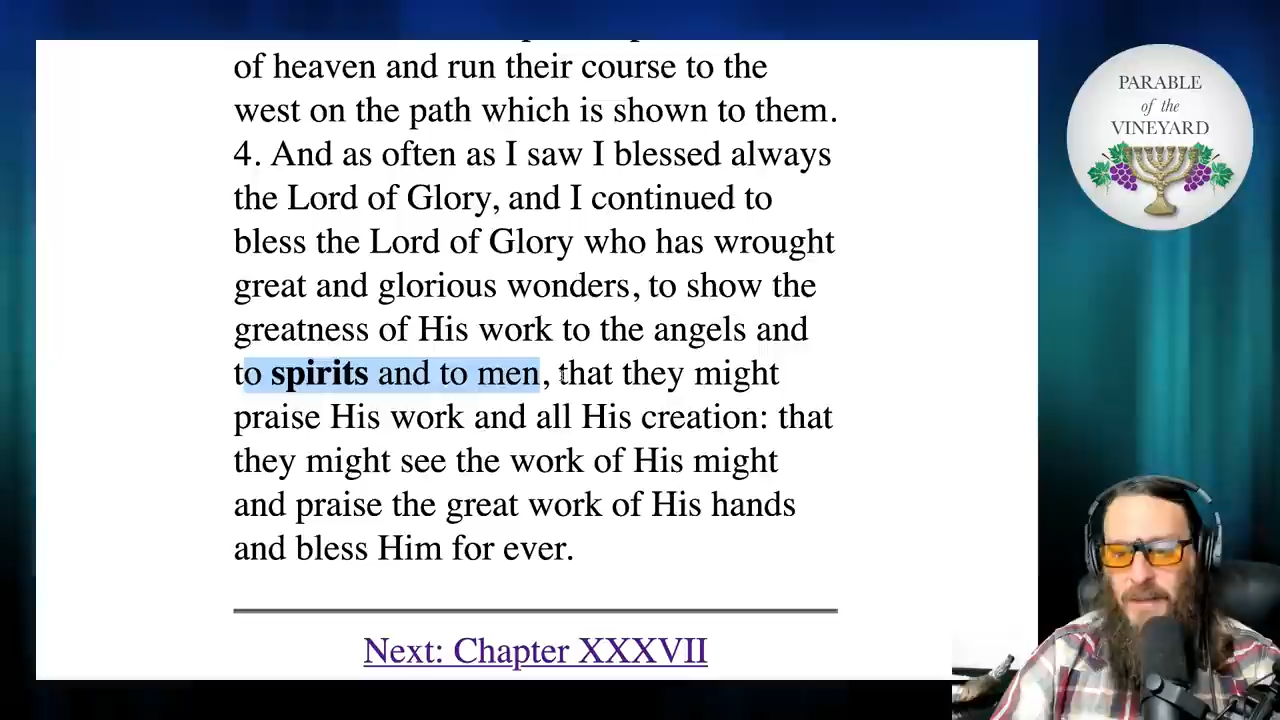 of heaven and run their course to the
west on the path which is shown to them.
4. And as often as I saw I blessed always
the Lord of Glory, and I continued to
bless the Lord of Glory who has wrought
great and glorious wonders, to show the
greatness of His work to the angels and
to spirits and to men, that they might
praise His work and all His creation: that
they might see the work of His might
and praise the great work of His hands
and bless Him for ever.
Next: Chapter XXXVII
PARABLE
of the
VINEYARD